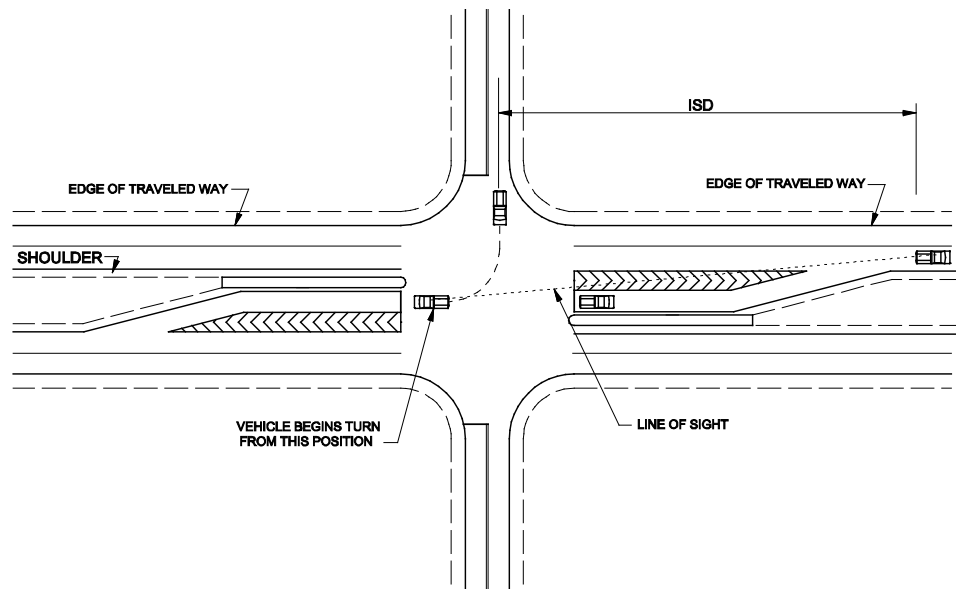 ISD
EDGE OF TRAVELED WAY
EDGE OF TRAVELED WAY
SHOULDER
VEHICLE BEGINS TURN
FROM THIS POSITION
LINE OF SIGHT